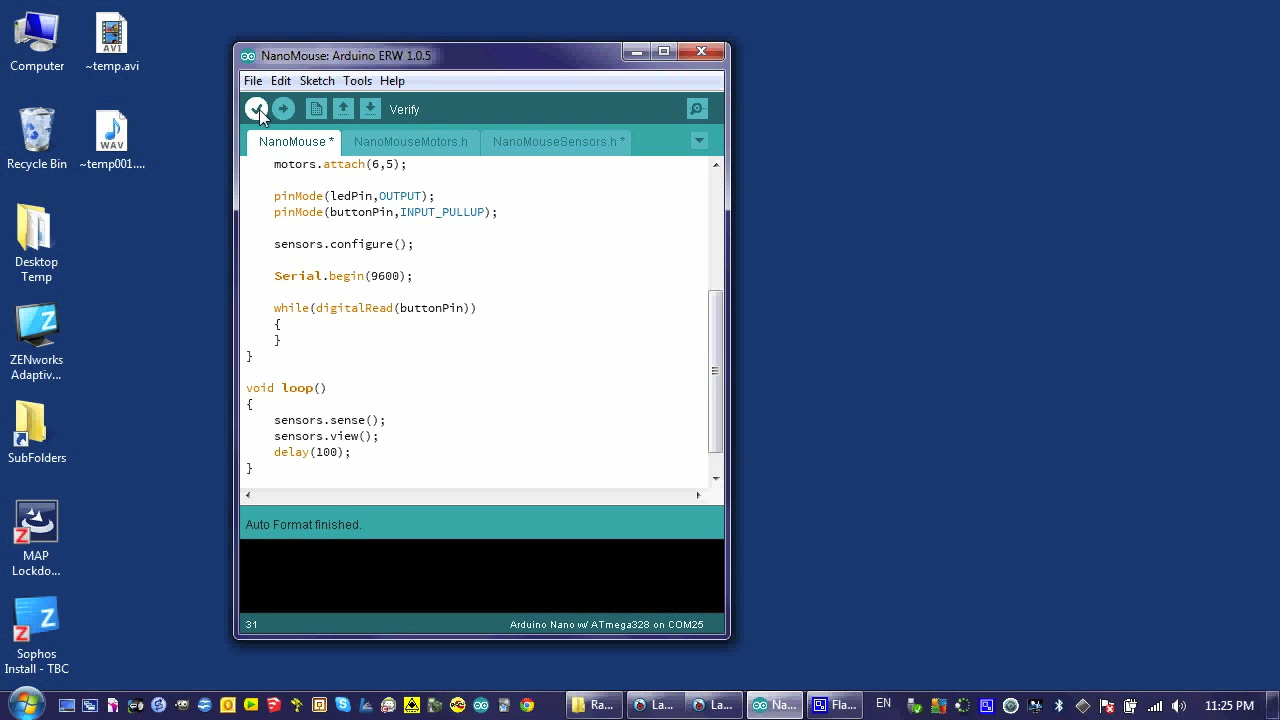 Computer
~temp.avi
Recycle Bin
~temp001....
Desktop
Temp
ZENworks
Adaptiv...
SubFolders
MAP
Lockdo...
Sophos
Install - TBC
AVI
WAV
NanoMouse: Arduino ERW 1.0.5
File Edit Sketch Tools Help
Verify
NanoMouse * NanoMouseMotors.h NanoMouseSensors.h *
motors.attach(6,5);
pinMode(ledPin,OUTPUT);
pinMode(buttonPin,INPUT_PULLUP);
sensors.configure();
Serial.begin(9600);
while(digitalRead(buttonPin))
{
}
}
void loop()
{
sensors.sense();
sensors.view();
delay(100);
}
Auto Format finished.
31 Arduino Nano w/ ATmega328 on COM25
Ra... La... La... Na... Fla... EN 11:25 PM